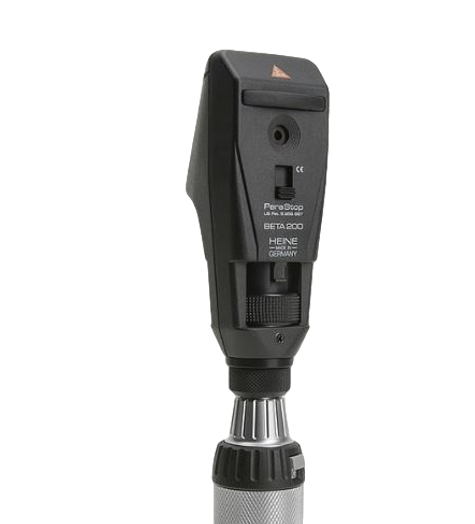 CE
ParaStop
BETA 200
HEINE
MADE IN
GERMANY